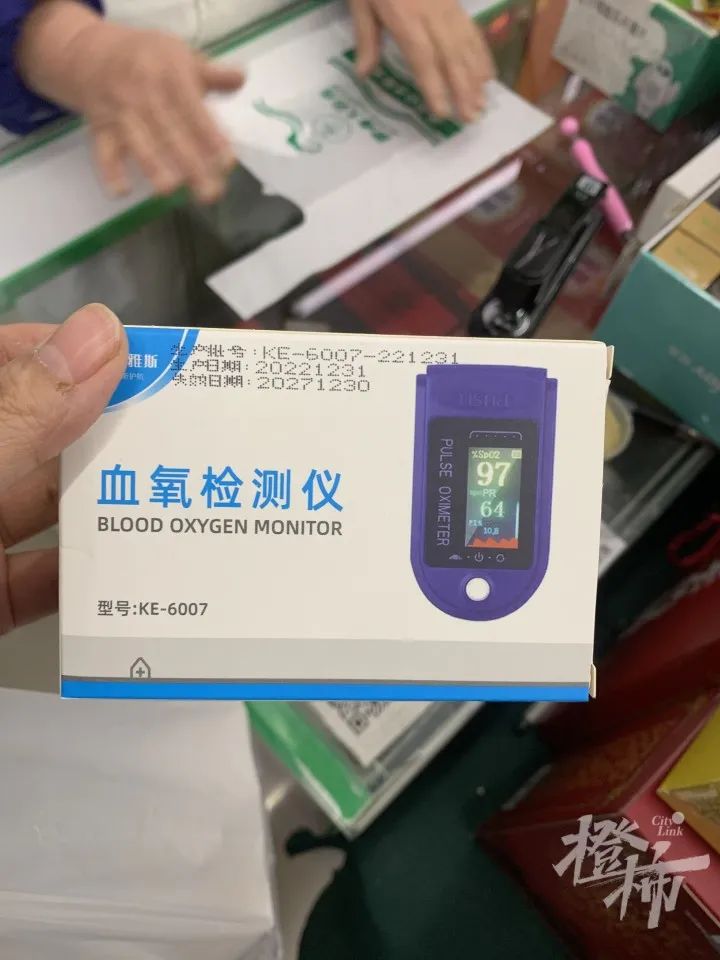 雅斯
生产批号:KE-6007-221231
生产日期:20221231
失效日期:20271230
血氧检测仪
BLOOD OXYGEN MONITOR
型号:KE-6007
PULSE OXIMETER
%SpO2
97
PR
64
PI%
10.8
City Link
橙柿